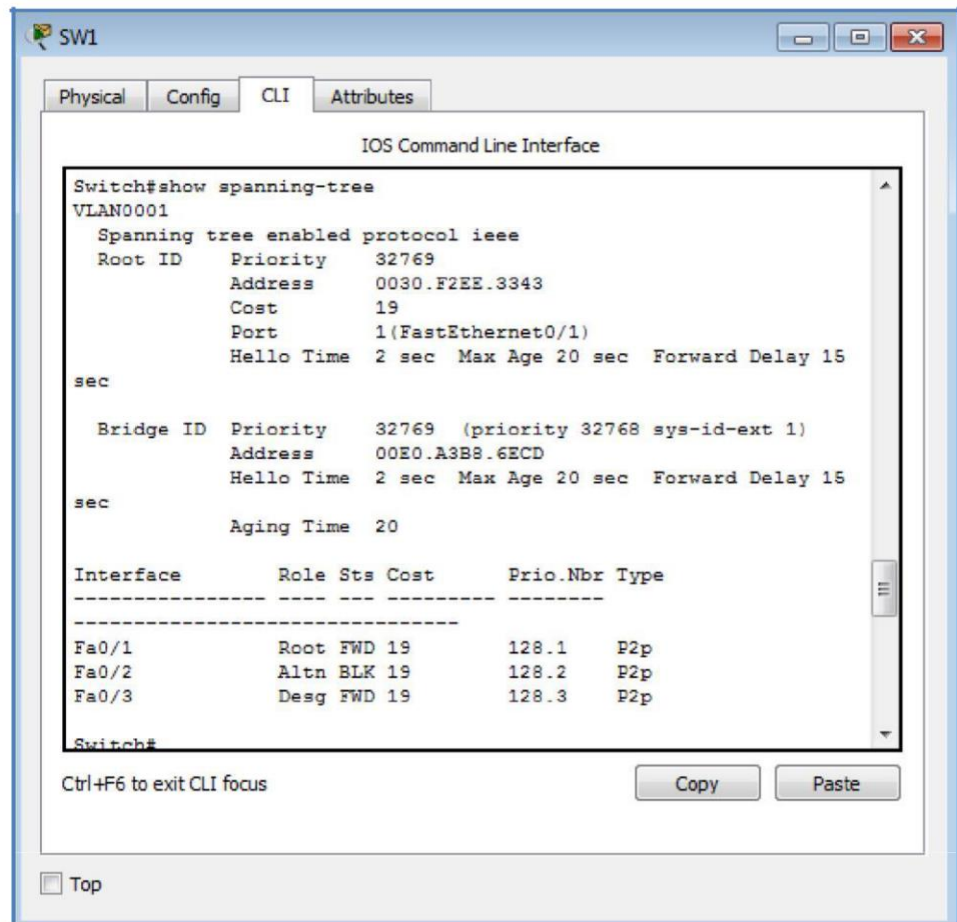 SW1
Physical Config CLI Attributes
IOS Command Line Interface
Switch#show spanning-tree
VLAN0001
  Spanning tree enabled protocol ieee
  Root ID    Priority    32769
             Address     0030.F2EE.3343
             Cost        19
             Port        1(FastEthernet0/1)
             Hello Time  2 sec  Max Age 20 sec  Forward Delay 15
sec

  Bridge ID  Priority    32769  (priority 32768 sys-id-ext 1)
             Address     00E0.A3B8.6ECD
             Hello Time  2 sec  Max Age 20 sec  Forward Delay 15
sec
             Aging Time  20

Interface        Role Sts Cost      Prio.Nbr Type
---------------- ---- --- --------- --------
--------------------------------
Fa0/1            Root FWD 19        128.1    P2p
Fa0/2            Altn BLK 19        128.2    P2p
Fa0/3            Desg FWD 19        128.3    P2p

Switch#
Ctrl+F6 to exit CLI focus
Copy Paste
Top